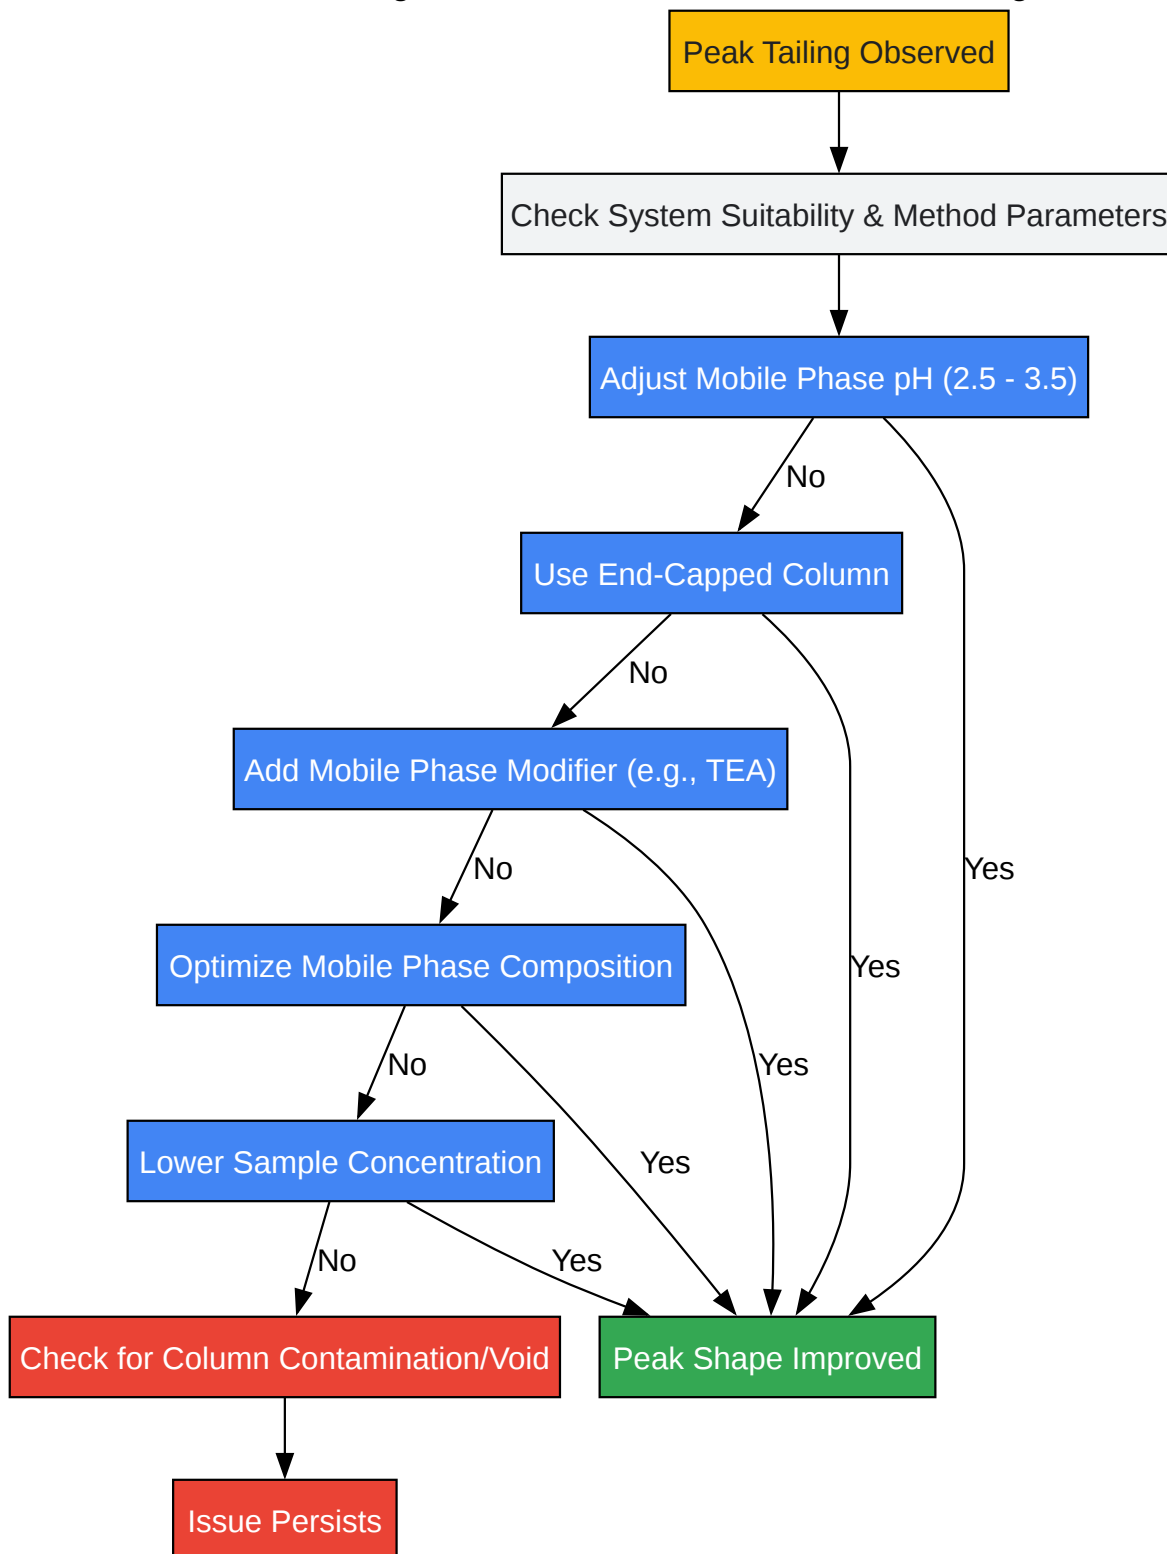 Peak Tailing Observed
Check System Suitability & Method Parameters
Adjust Mobile Phase pH (2.5 - 3.5)
No
Use End-Capped Column
No
Add Mobile Phase Modifier (e.g., TEA)
No
Yes
Optimize Mobile Phase Composition
Yes
No
Yes
Lower Sample Concentration
Yes
No
Yes
Check for Column Contamination/Void
Peak Shape Improved
Issue Persists